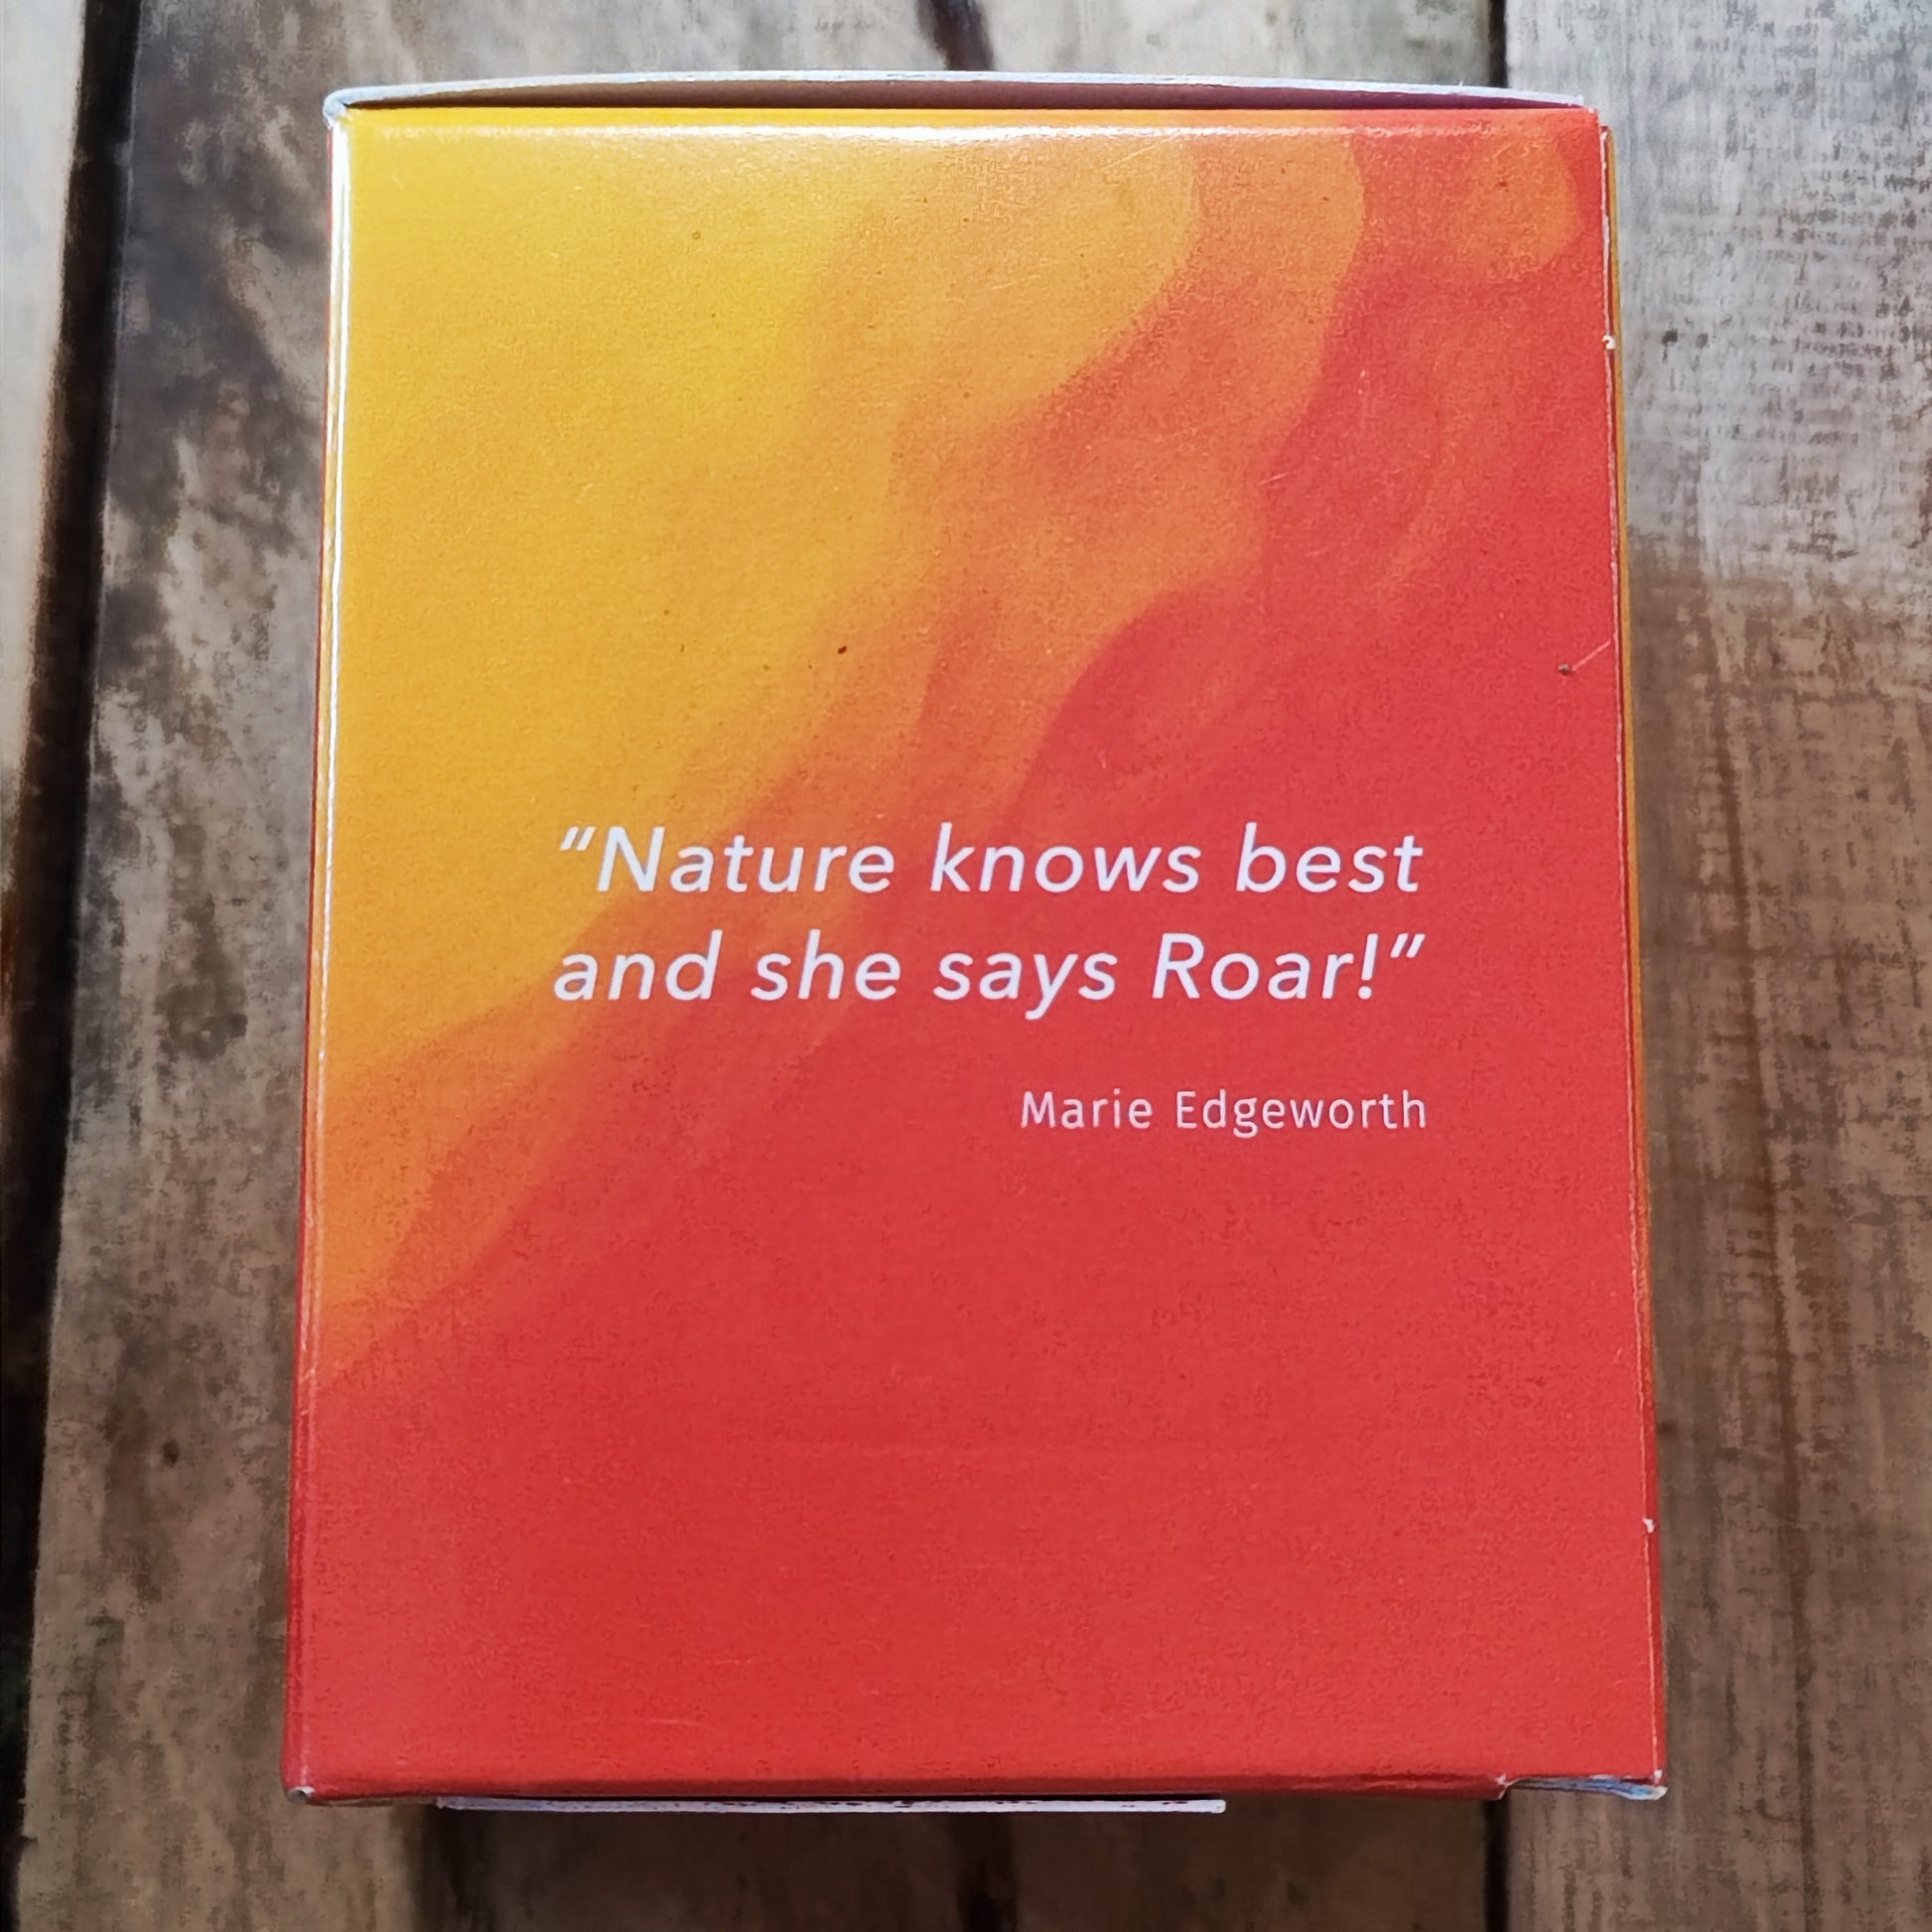 “Nature knows best
and she says Roar!”
Marie Edgeworth